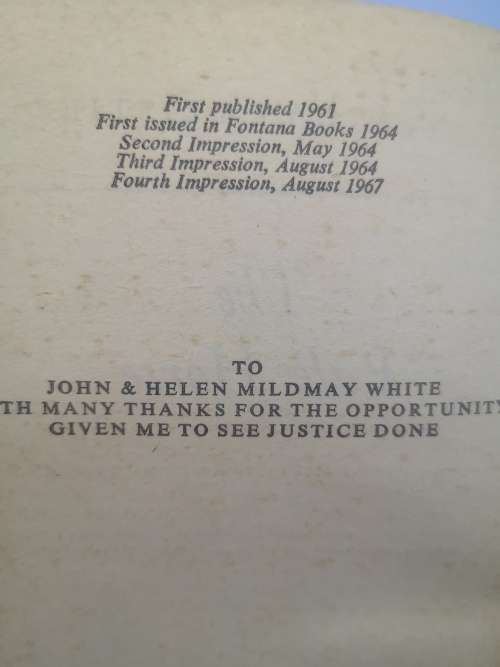 First published 1961
First issued in Fontana Books 1964
Second Impression, May 1964
Third Impression, August 1964
Fourth Impression, August 1967
TO
JOHN & HELEN MILDMAY WHITE
TH MANY THANKS FOR THE OPPORTUNITY
GIVEN ME TO SEE JUSTICE DONE